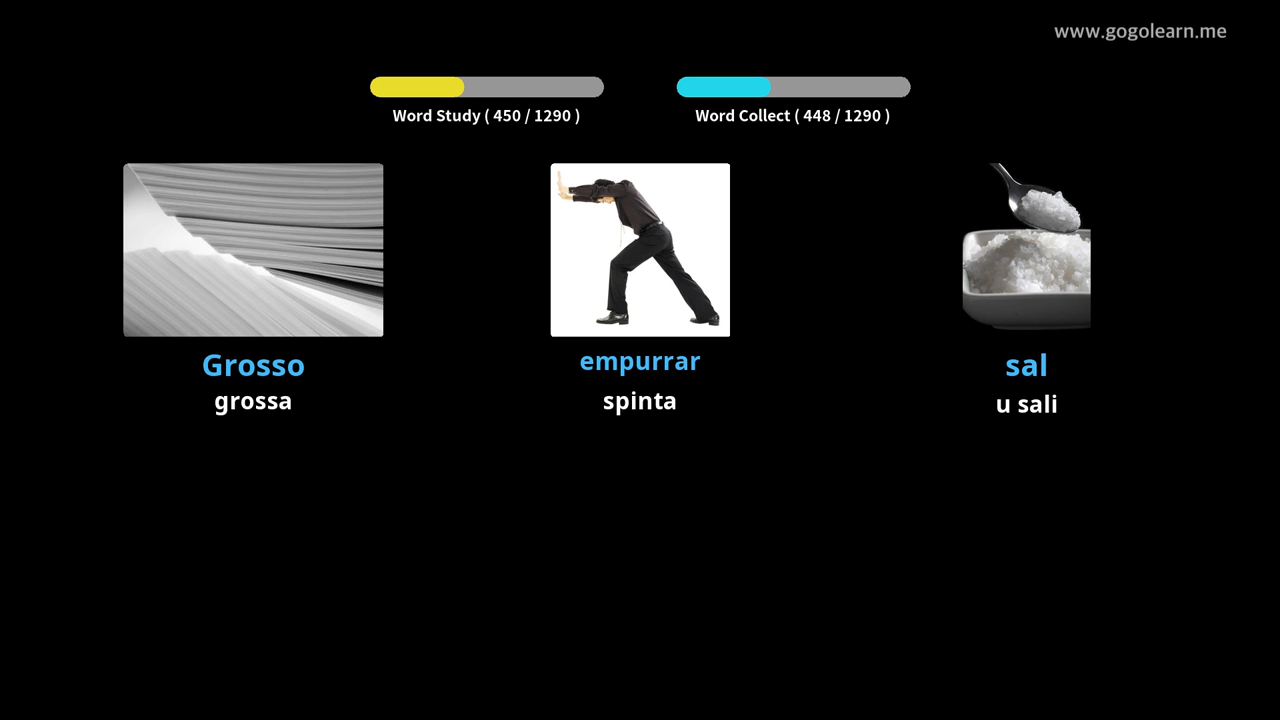 www.gogolearn.me
Word Study ( 450 / 1290 )
Word Collect ( 448 / 1290 )
Grosso
grossa
empurrar
spinta
sal
u sali